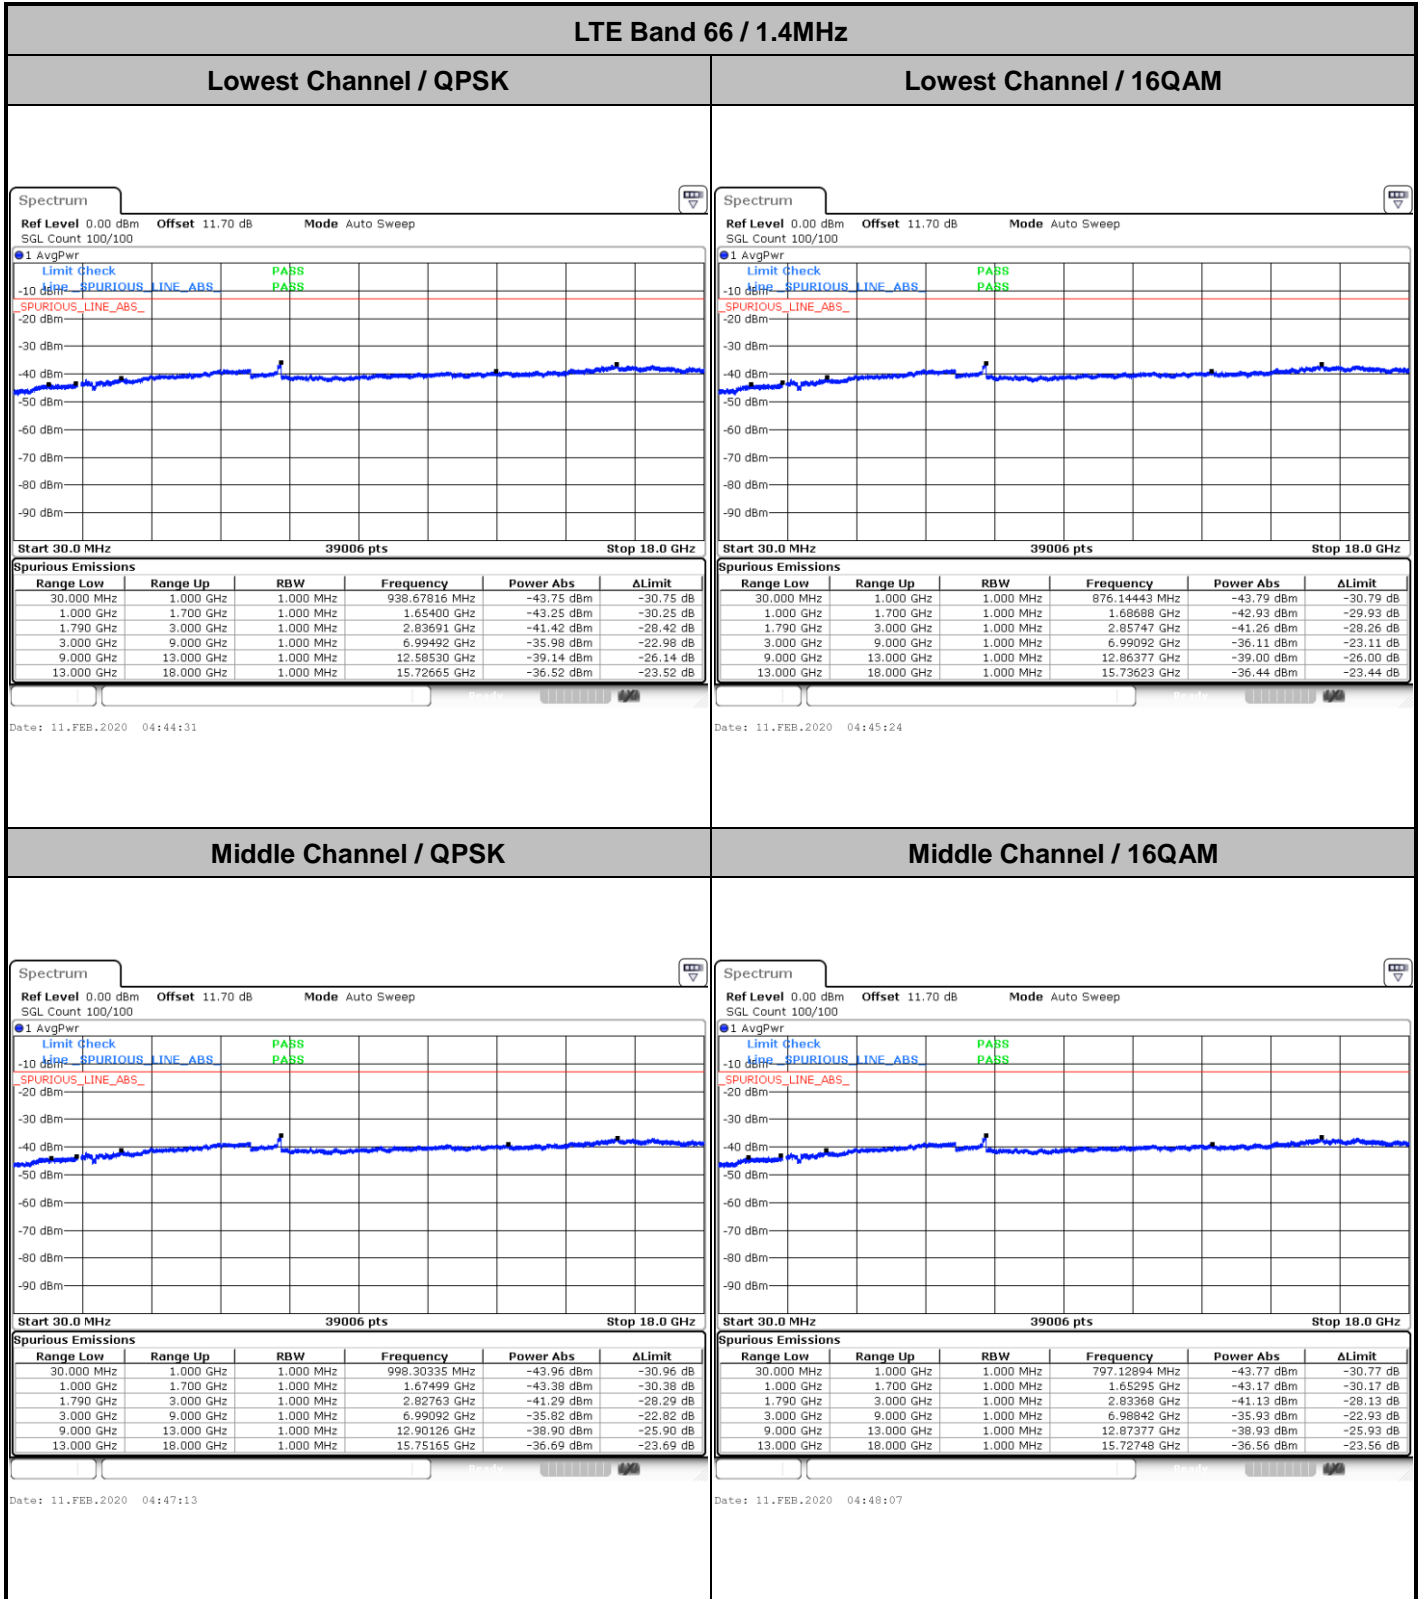 LTE Band 66 / 1.4MHz
Lowest Channel / QPSK
Lowest Channel / 16QAM
Spectrum
Ref Level 0.00 dBm Offset 11.70 dB Mode Auto Sweep
SGL Count 100/100
1 AvgPwr
Limit Check PASS
Line _SPURIOUS_LINE_ABS_ PASS
-10 dBm
_SPURIOUS_LINE_ABS_
-20 dBm
-30 dBm
-40 dBm
-50 dBm
-60 dBm
-70 dBm
-80 dBm
-90 dBm
Start 30.0 MHz 39006 pts Stop 18.0 GHz
Spurious Emissions
Range Low Range Up RBW Frequency Power Abs ΔLimit
30.000 MHz 1.000 GHz 1.000 MHz 938.67816 MHz -43.75 dBm -30.75 dB
1.000 GHz 1.700 GHz 1.000 MHz 1.65400 GHz -43.25 dBm -30.25 dB
1.790 GHz 3.000 GHz 1.000 MHz 2.83691 GHz -41.42 dBm -28.42 dB
3.000 GHz 9.000 GHz 1.000 MHz 6.99492 GHz -35.98 dBm -22.98 dB
9.000 GHz 13.000 GHz 1.000 MHz 12.58530 GHz -39.14 dBm -26.14 dB
13.000 GHz 18.000 GHz 1.000 MHz 15.72665 GHz -36.52 dBm -23.52 dB
Ready
Date: 11.FEB.2020 04:44:31
Spectrum
Ref Level 0.00 dBm Offset 11.70 dB Mode Auto Sweep
SGL Count 100/100
1 AvgPwr
Limit Check PASS
Line _SPURIOUS_LINE_ABS_ PASS
-10 dBm
_SPURIOUS_LINE_ABS_
-20 dBm
-30 dBm
-40 dBm
-50 dBm
-60 dBm
-70 dBm
-80 dBm
-90 dBm
Start 30.0 MHz 39006 pts Stop 18.0 GHz
Spurious Emissions
Range Low Range Up RBW Frequency Power Abs ΔLimit
30.000 MHz 1.000 GHz 1.000 MHz 876.14443 MHz -43.79 dBm -30.79 dB
1.000 GHz 1.700 GHz 1.000 MHz 1.68688 GHz -42.93 dBm -29.93 dB
1.790 GHz 3.000 GHz 1.000 MHz 2.85747 GHz -41.26 dBm -28.26 dB
3.000 GHz 9.000 GHz 1.000 MHz 6.99092 GHz -36.11 dBm -23.11 dB
9.000 GHz 13.000 GHz 1.000 MHz 12.86377 GHz -39.00 dBm -26.00 dB
13.000 GHz 18.000 GHz 1.000 MHz 15.73623 GHz -36.44 dBm -23.44 dB
Ready
Date: 11.FEB.2020 04:45:24
Middle Channel / QPSK
Middle Channel / 16QAM
Spectrum
Ref Level 0.00 dBm Offset 11.70 dB Mode Auto Sweep
SGL Count 100/100
1 AvgPwr
Limit Check PASS
Line _SPURIOUS_LINE_ABS_ PASS
-10 dBm
_SPURIOUS_LINE_ABS_
-20 dBm
-30 dBm
-40 dBm
-50 dBm
-60 dBm
-70 dBm
-80 dBm
-90 dBm
Start 30.0 MHz 39006 pts Stop 18.0 GHz
Spurious Emissions
Range Low Range Up RBW Frequency Power Abs ΔLimit
30.000 MHz 1.000 GHz 1.000 MHz 998.30335 MHz -43.96 dBm -30.96 dB
1.000 GHz 1.700 GHz 1.000 MHz 1.67499 GHz -43.38 dBm -30.38 dB
1.790 GHz 3.000 GHz 1.000 MHz 2.82763 GHz -41.29 dBm -28.29 dB
3.000 GHz 9.000 GHz 1.000 MHz 6.99092 GHz -35.82 dBm -22.82 dB
9.000 GHz 13.000 GHz 1.000 MHz 12.90126 GHz -38.90 dBm -25.90 dB
13.000 GHz 18.000 GHz 1.000 MHz 15.75165 GHz -36.69 dBm -23.69 dB
Ready
Date: 11.FEB.2020 04:47:13
Spectrum
Ref Level 0.00 dBm Offset 11.70 dB Mode Auto Sweep
SGL Count 100/100
1 AvgPwr
Limit Check PASS
Line _SPURIOUS_LINE_ABS_ PASS
-10 dBm
_SPURIOUS_LINE_ABS_
-20 dBm
-30 dBm
-40 dBm
-50 dBm
-60 dBm
-70 dBm
-80 dBm
-90 dBm
Start 30.0 MHz 39006 pts Stop 18.0 GHz
Spurious Emissions
Range Low Range Up RBW Frequency Power Abs ΔLimit
30.000 MHz 1.000 GHz 1.000 MHz 797.12894 MHz -43.77 dBm -30.77 dB
1.000 GHz 1.700 GHz 1.000 MHz 1.65295 GHz -43.17 dBm -30.17 dB
1.790 GHz 3.000 GHz 1.000 MHz 2.83368 GHz -41.13 dBm -28.13 dB
3.000 GHz 9.000 GHz 1.000 MHz 6.98842 GHz -35.93 dBm -22.93 dB
9.000 GHz 13.000 GHz 1.000 MHz 12.87377 GHz -38.93 dBm -25.93 dB
13.000 GHz 18.000 GHz 1.000 MHz 15.72748 GHz -36.56 dBm -23.56 dB
Ready
Date: 11.FEB.2020 04:48:07